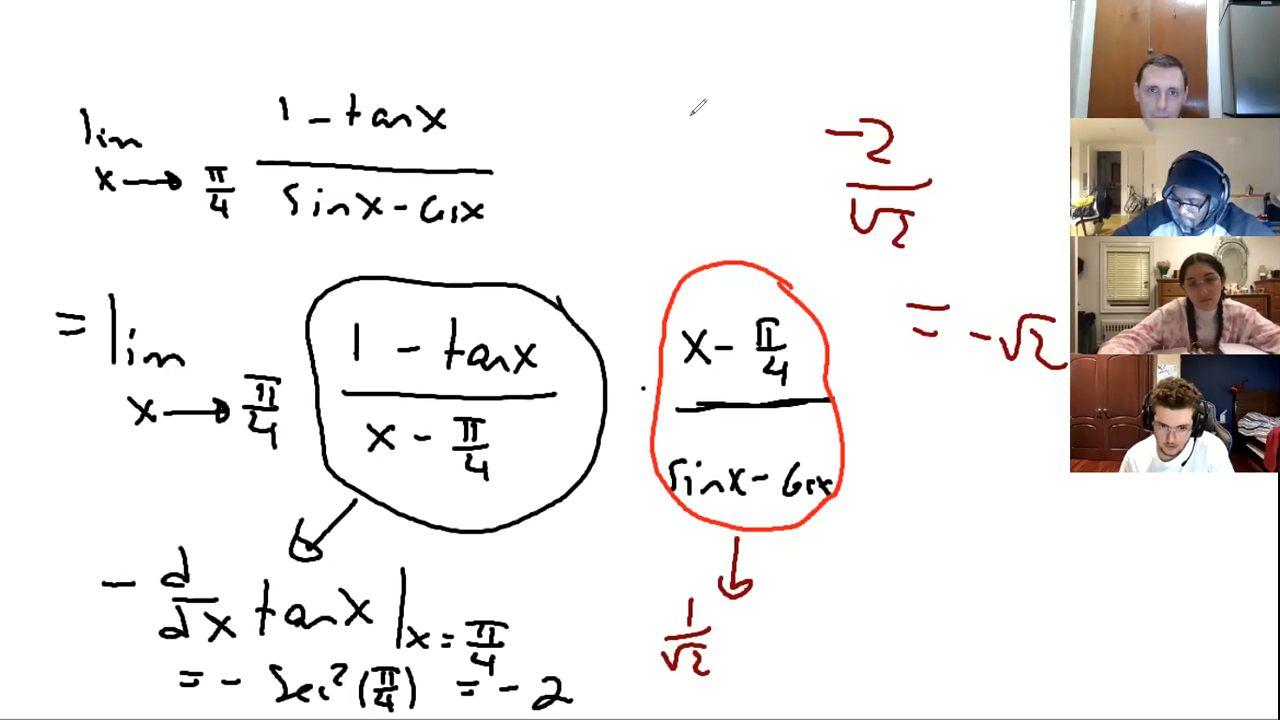 lim x → π/4 (1 - tanx)/(sinx - cosx)
= lim x → π/4 (1 - tanx)/(x - π/4) · (x - π/4)/(sinx - cosx)
- d/dx tanx |x = π/4
= - sec²(π/4) = -2
1/√2
-2/√2
= -√2